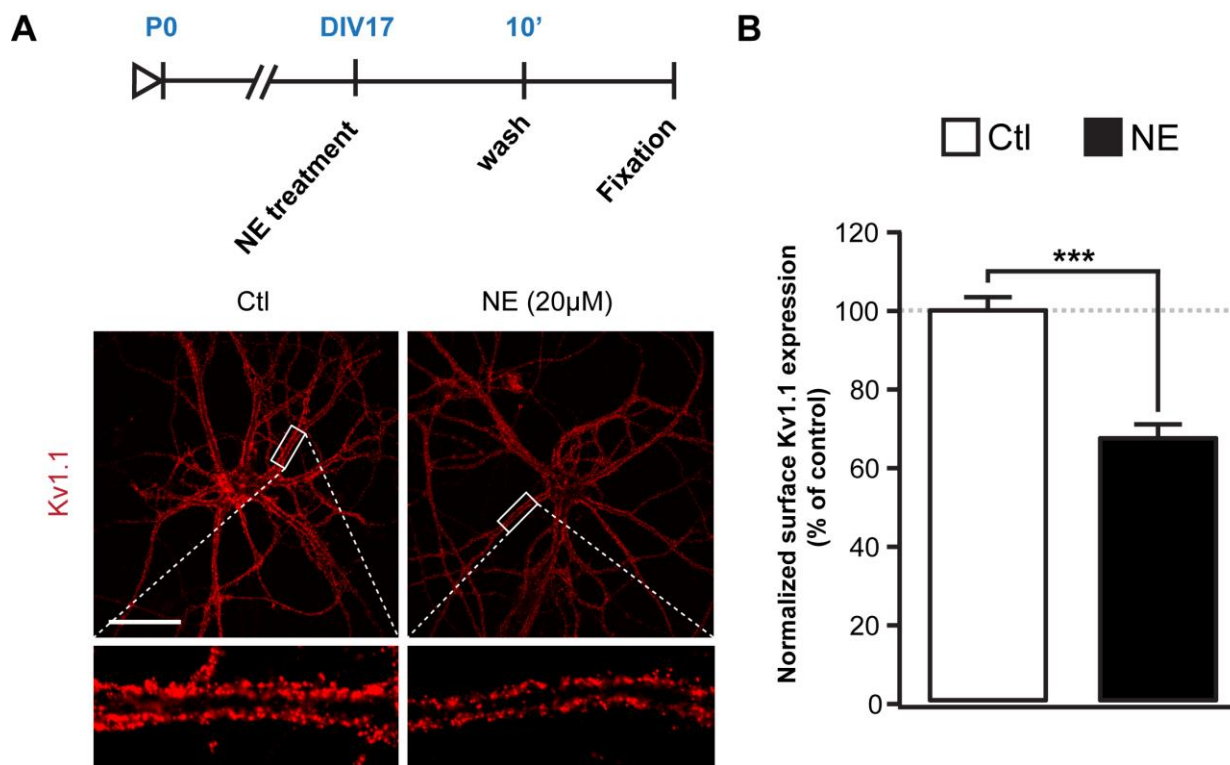 A
P0 DIV17 10’
NE treatment
wash
Fixation
Ctl
NE (20µM)
Kv1.1
B
Ctl NE
Normalized surface Kv1.1 expression
(% of control)
120
100
80
60
40
20
0
***